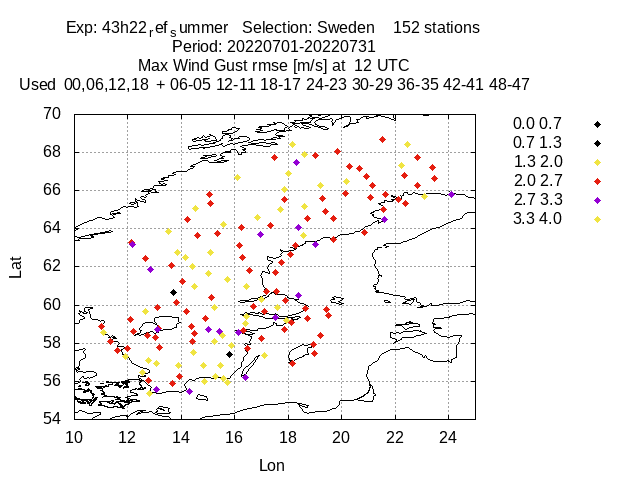 Exp: 43h22refsummer Selection: Sweden 152 stations
Period: 20220701-20220731
Max Wind Gust rmse [m/s] at 12 UTC
Used 00,06,12,18 + 06-05 12-11 18-17 24-23 30-29 36-35 42-41 48-47
70
68
66
64
62
60
58
56
54
Lat
10 12 14 16 18 20 22 24
Lon
0.0 0.7
0.7 1.3
1.3 2.0
2.0 2.7
2.7 3.3
3.3 4.0